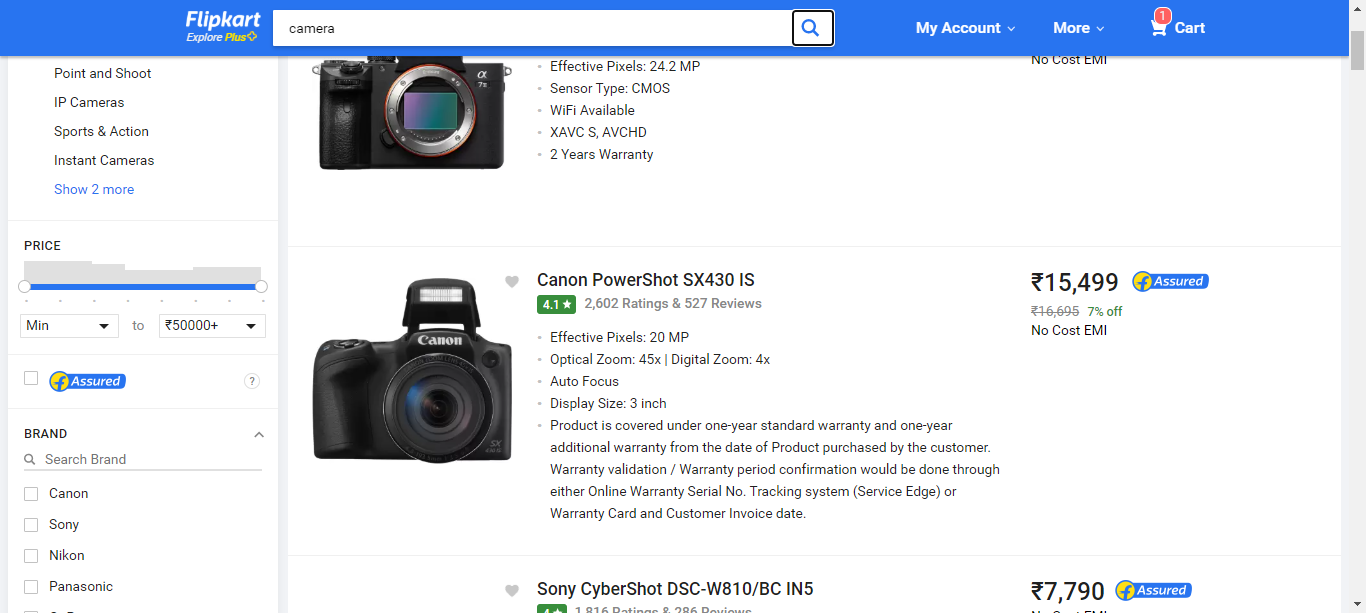 Flipkart
Explore Plus
camera
My Account
More
1
Cart
Point and Shoot
IP Cameras
Sports & Action
Instant Cameras
Show 2 more
PRICE
Min
to
₹50000+
Assured
?
BRAND
Search Brand
Canon
Sony
Nikon
Panasonic
α
7II
Effective Pixels: 24.2 MP
Sensor Type: CMOS
WiFi Available
XAVC S, AVCHD
2 Years Warranty
No Cost EMI
Canon
SX
Canon PowerShot SX430 IS
4.1★ 2,602 Ratings & 527 Reviews
Effective Pixels: 20 MP
Optical Zoom: 45x | Digital Zoom: 4x
Auto Focus
Display Size: 3 inch
Product is covered under one-year standard warranty and one-year
additional warranty from the date of Product purchased by the customer.
Warranty validation / Warranty period confirmation would be done through
either Online Warranty Serial No. Tracking system (Service Edge) or
Warranty Card and Customer Invoice date.
₹15,499 Assured
₹16,695 7% off
No Cost EMI
Sony CyberShot DSC-W810/BC IN5
4★ 1,816 Ratings & 286 Reviews
₹7,790 Assured
No Cost EMI